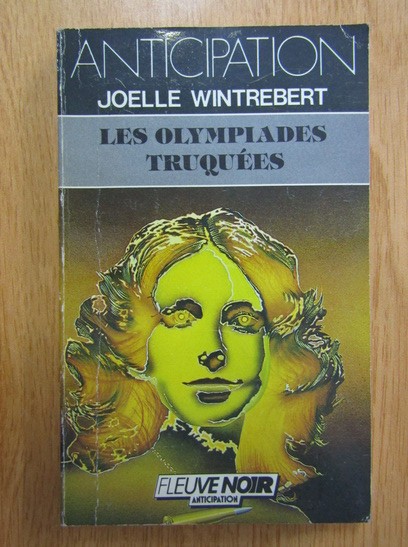 ANTICIPATION
JOELLE WINTREBERT
LES OLYMPIADES
TRUQUÉES
FLEUVE NOIR
ANTICIPATION